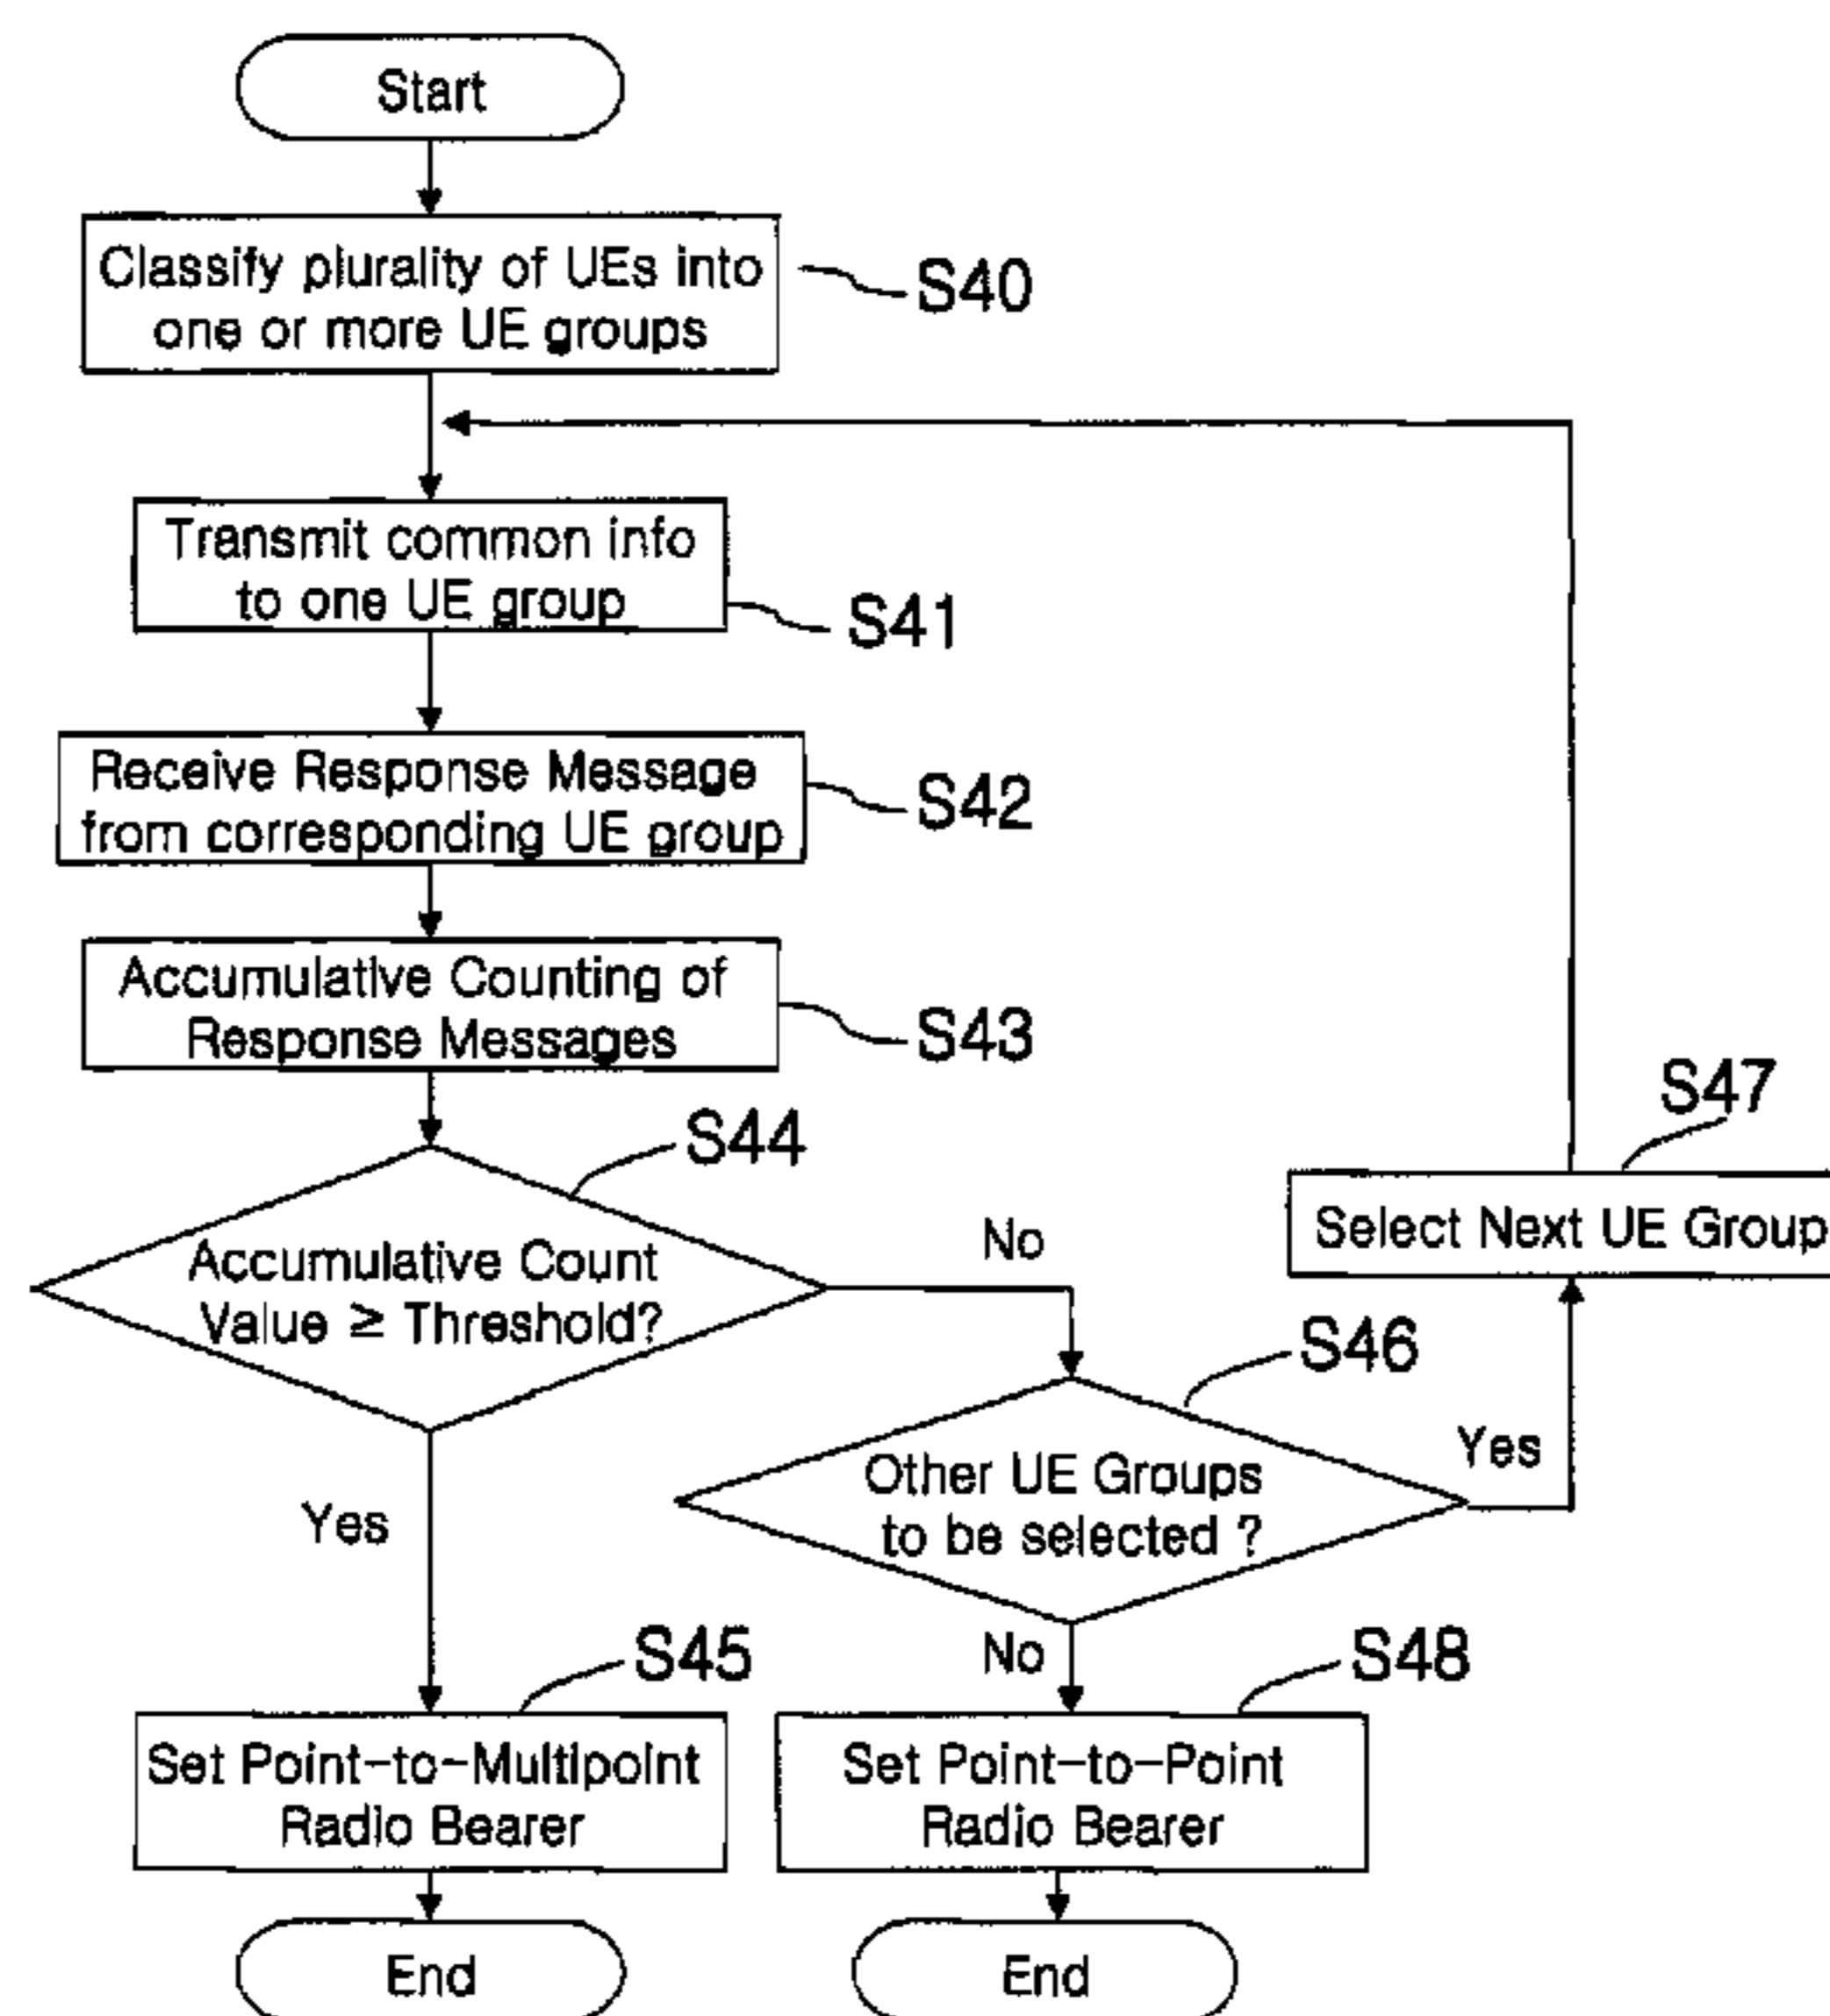 Start
Classify plurality of UEs into
one or more UE groups
S40
Transmit common info
to one UE group
S41
Receive Response Message
from corresponding UE group
S42
Accumulative Counting of
Response Messages
S43
S44
Accumulative Count
Value ≥ Threshold?
No
S47
Select Next UE Group
S46
Other UE Groups
to be selected ?
Yes
Yes
No
S45
Set Point-to-Multipoint
Radio Bearer
S48
Set Point-to-Point
Radio Bearer
End
End